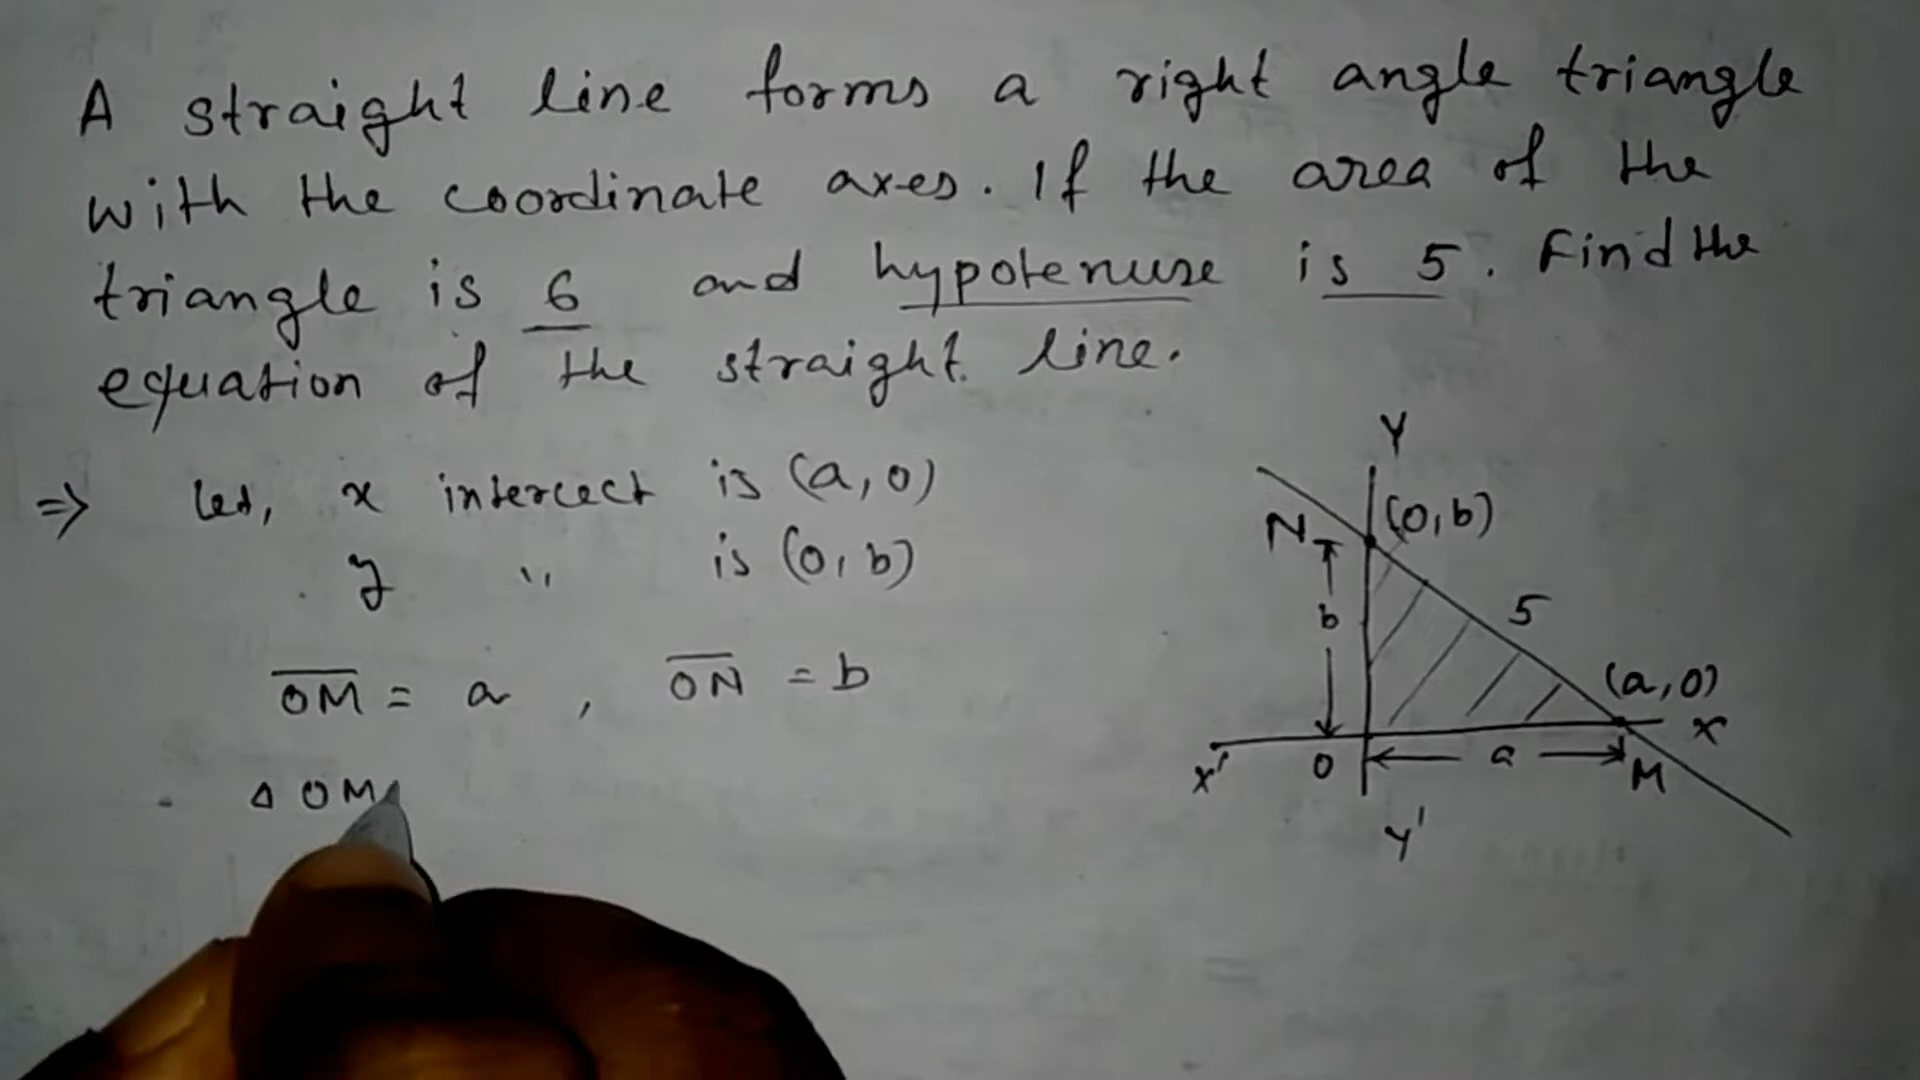 A straight line forms a right angle triangle
with the coordinate axes. If the area of the
triangle is 6 and hypotenuse is 5. Find the
equation of the straight line.
⇒ Let, x intercect is (a, 0)
y " is (0, b)
OM = a, ON = b
Δ OM
Y
N (0, b)
b 5
(a, 0)
X' O a M X
Y'